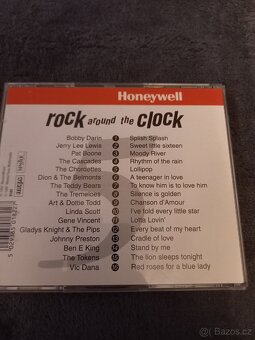 Honeywell
rock around the clock
Bobby Darin 1 Splish Splash
Jerry Lee Lewis 2 Sweet little sixteen
Pat Boone 3 Moody River
The Cascades 4 Rhythm of the rain
The Chordettes 5 Lollipop
Dion & The Belmonts 6 A teenager in love
The Teddy Bears 7 To know him is to love him
The Tremeloes 8 Silence is golden
Art & Dottie Todd 9 Chanson d'Amour
Linda Scott 10 I've fold every little star
Gene Vincent 11 Lotta Lovin'
Gladys Knight & The Pips 12 Every beat of my heart
Johnny Preston 13 Cradle of love
Ben E King 14 Stand by me
The Tokens 15 The lion sleeps tonight
Vic Dana 16 Red roses for a blue lady
bazos.cz